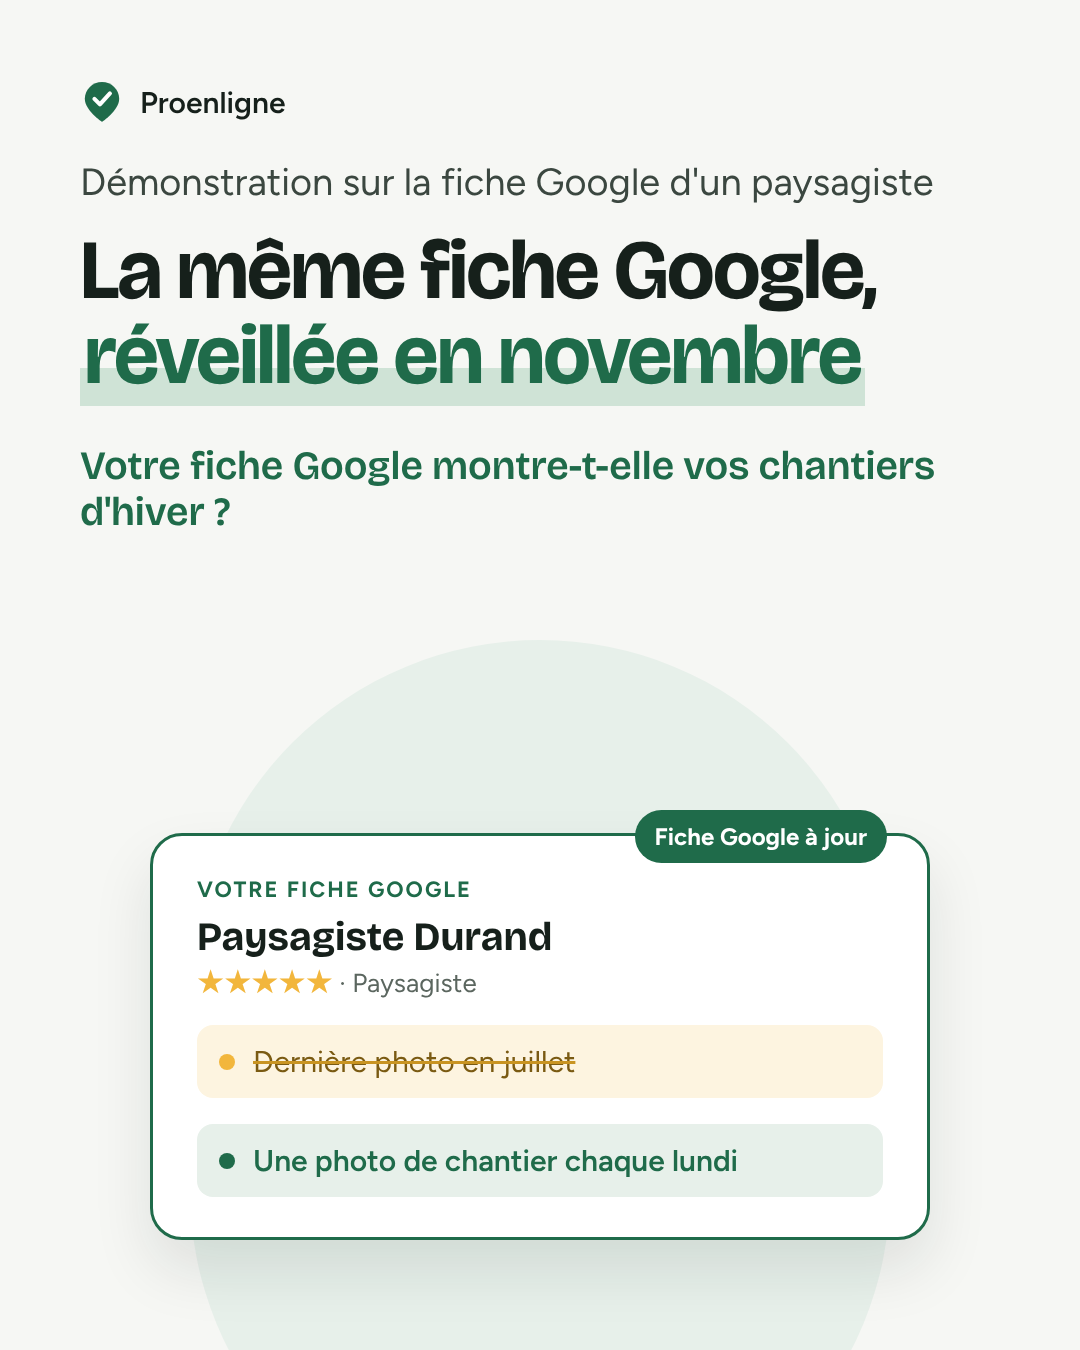 Proenligne
Démonstration sur la fiche Google d'un paysagiste
La même fiche Google,
réveillée en novembre
Votre fiche Google montre-t-elle vos chantiers
d'hiver ?
Fiche Google à jour
VOTRE FICHE GOOGLE
Paysagiste Durand
★★★★★ · Paysagiste
Dernière photo en juillet
Une photo de chantier chaque lundi